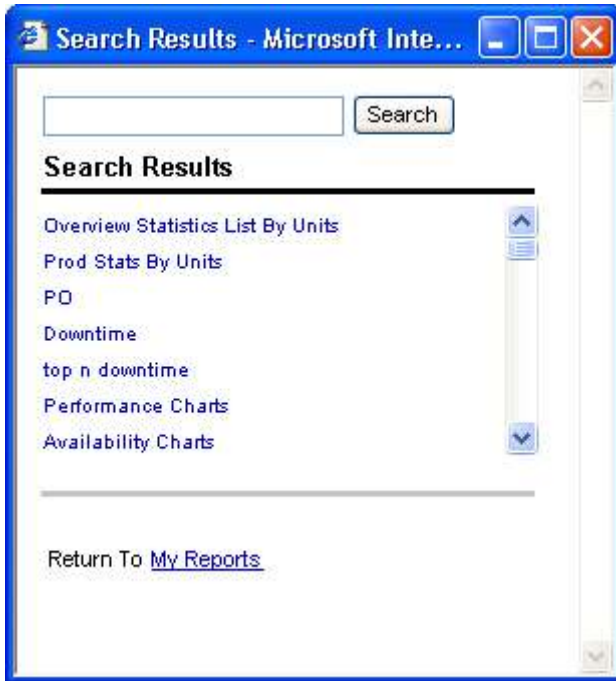 Search Results - Microsoft Inte...
Search
Search Results
Overview Statistics List By Units
Prod Stats By Units
PO
Downtime
top n downtime
Performance Charts
Availability Charts
Return To My Reports